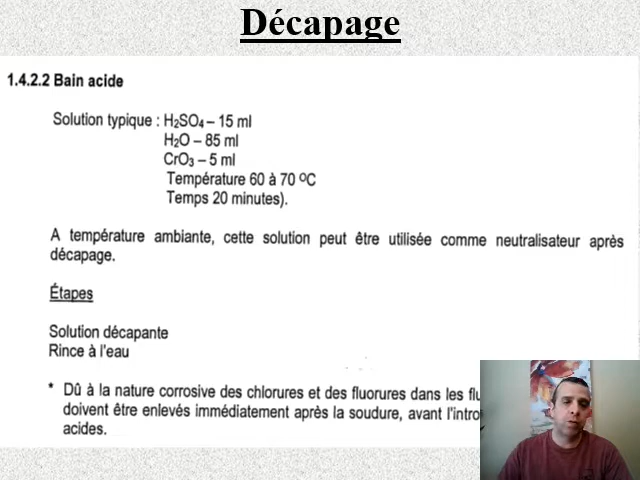 Décapage
1.4.2.2 Bain acide
Solution typique : H₂SO₄ – 15 ml
H₂O – 85 ml
CrO₃ – 5 ml
Température 60 à 70 ºC
Temps 20 minutes).
A température ambiante, cette solution peut être utilisée comme neutralisateur après
décapage.
Étapes
Solution décapante
Rince à l'eau
* Dû à la nature corrosive des chlorures et des fluorures dans les
doivent être enlevés immédiatement après la soudure, avant
acides.